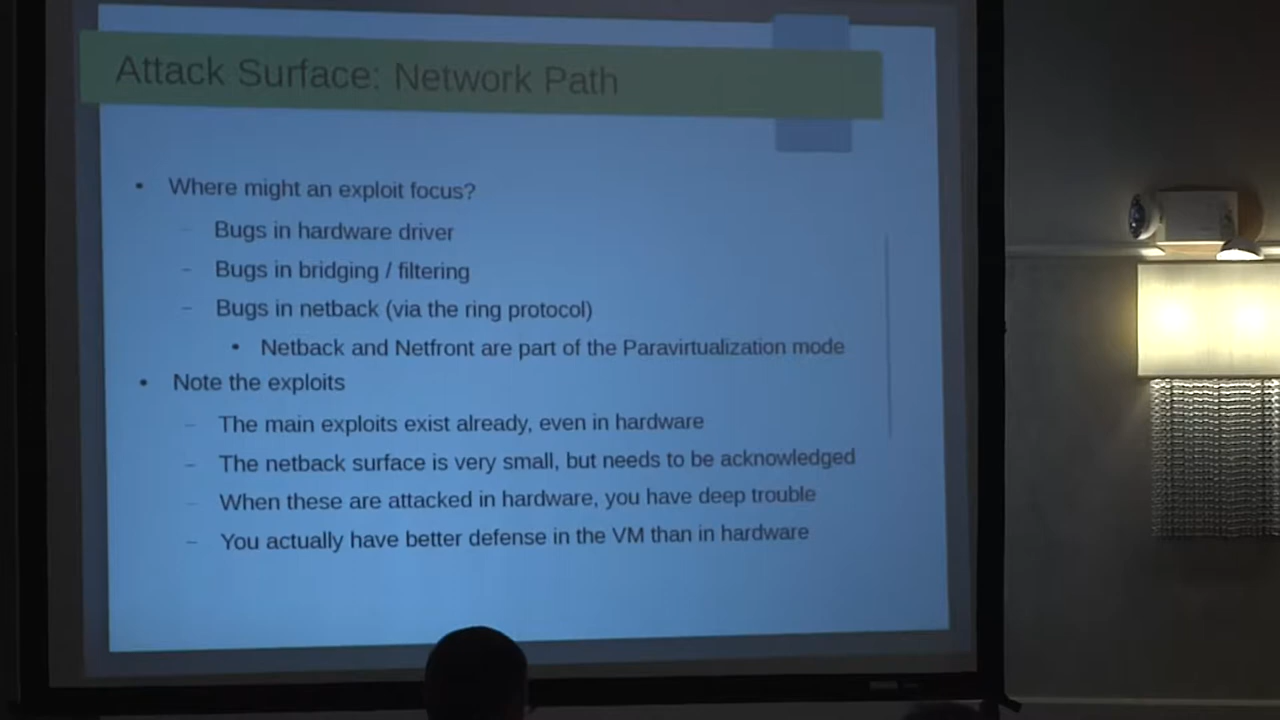 Attack Surface: Network Path
• Where might an exploit focus?
– Bugs in hardware driver
– Bugs in bridging / filtering
– Bugs in netback (via the ring protocol)
• Netback and Netfront are part of the Paravirtualization mode
• Note the exploits
– The main exploits exist already, even in hardware
– The netback surface is very small, but needs to be acknowledged
– When these are attacked in hardware, you have deep trouble
– You actually have better defense in the VM than in hardware